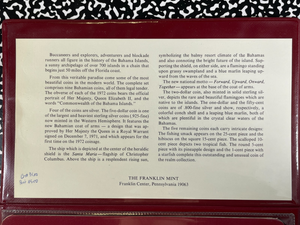 Buccaneers and explorers, adventurers and blockade
runners all figure in the history of the Bahama Islands,
a sunny archipelago of over 700 islands in a chain that
begins just 50 miles off the Florida coast.
From this veritable paradise come some of the most
beautiful coins in the modern world. The complete set
comprises nine Bahamian coins, all of them legal tender.
The obverse of each of the 1972 coins bears the official
portrait of Her Majesty, Queen Elizabeth II, and the
words "Commonwealth of the Bahama Islands."
Four of the coins are silver. The five-dollar coin is one
of the largest and heaviest sterling silver coins (.925 fine)
ever minted in the Western Hemisphere. It features the
new Bahamian coat of arms — a design that was ap-
proved by Her Majesty the Queen in a Royal Warrant
signed on December 7, 1971, and which appears for the
first time on the 1972 coinage.
The ship which is depicted at the center of the heraldic
shield is the Santa Maria — flagship of Christopher
Columbus. Above the ship is a resplendent rising sun,
symbolizing the balmy resort climate of the Bahamas
and also connoting the bright future of the island. Sup-
porting the shield, on either side, are a flamingo standing
upon grassy swampland and a blue marlin leaping up-
ward from the waves of the sea.
The new national motto — Forward, Upward, Onward,
Together — appears at the base of the coat of arms.
The two-dollar coin, also minted in solid sterling sil-
ver, depicts the rare and beautiful flamingos which are
native to the islands. The one-dollar and the fifty-cent
coins are of .800-fine silver and show, respectively, a
colorful conch shell and a leaping blue marlin, both of
which are plentiful in the crystal clear waters of the
Bahamas.
The five remaining coins each carry intricate designs:
The fishing smack appears on the 25-cent piece and the
hibiscus on the square 15-cent piece. The scalloped 10-
cent piece depicts two tropical fish. The round 5-cent
piece with its pineapple design and the 1-cent piece with
a starfish complete this outstanding and unusual coin of
the realm collection.
THE FRANKLIN MINT
Franklin Center, Pennsylvania 19063